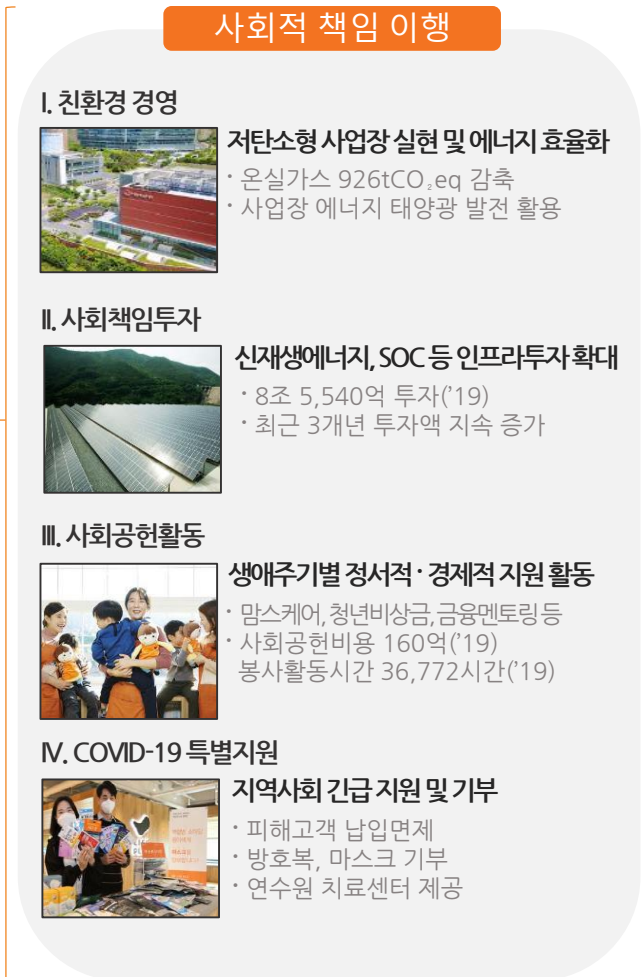 사회적 책임 이행
Ⅰ. 친환경 경영
저탄소형 사업장 실현 및 에너지 효율화
· 온실가스 926tCO₂eq 감축
· 사업장 에너지 태양광 발전 활용
Ⅱ. 사회책임투자
신재생에너지, SOC 등 인프라투자 확대
· 8조 5,540억 투자(’19)
· 최근 3개년 투자액 지속 증가
Ⅲ. 사회공헌활동
생애주기별 정서적 · 경제적 지원 활동
· 맘스케어, 청년비상금, 금융멘토링 등
· 사회공헌비용 160억(’19)
봉사활동시간 36,772시간(’19)
Ⅳ. COVID-19 특별지원
지역사회 긴급 지원 및 기부
· 피해고객 납입면제
· 방호복, 마스크 기부
· 연수원 치료센터 제공